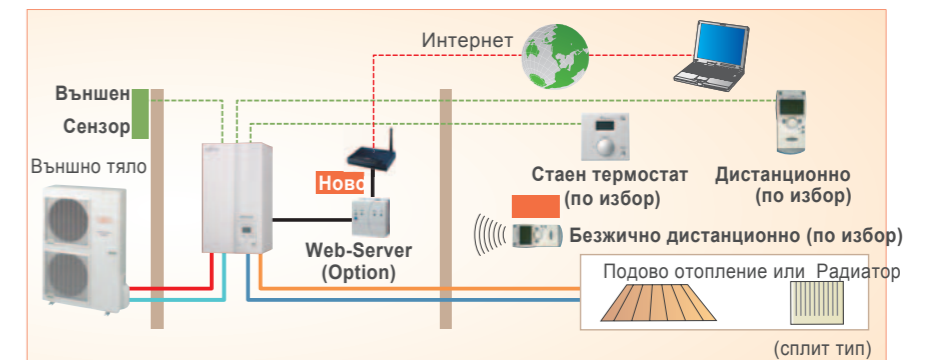 Интернет
Външен
Сензор
Външно тяло
Ново
Web-Server
(Option)
Стаен термостат
(по избор)
Дистанционно
(по избор)
Безжично дистанционно (по избор)
Подово отопление или Радиатор
(сплит тип)